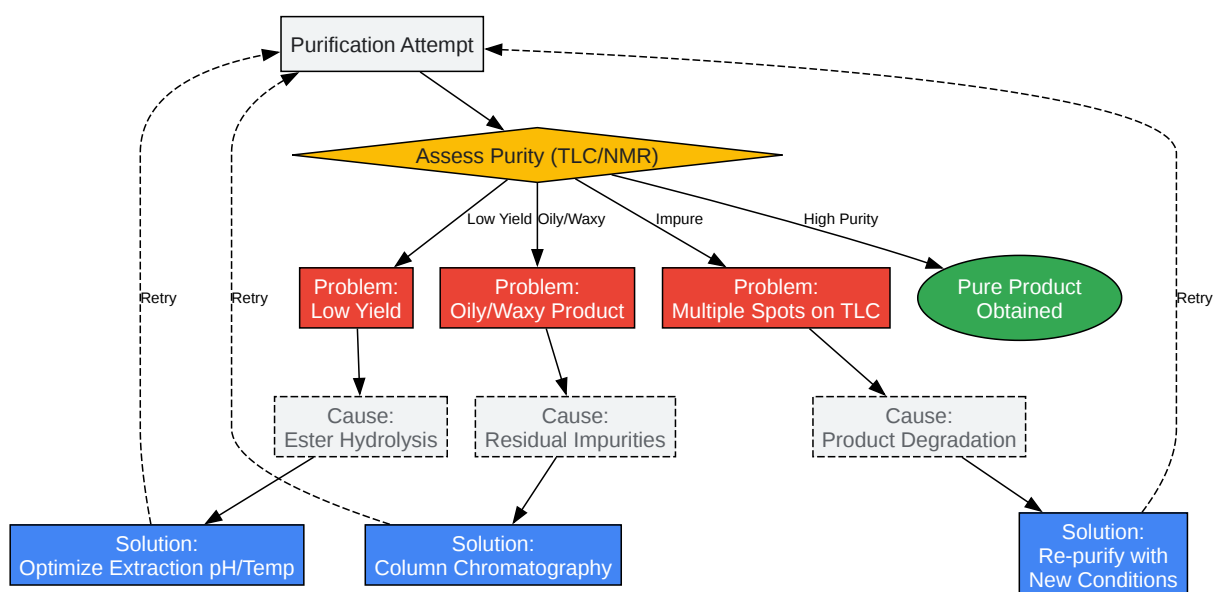 Purification Attempt
Assess Purity (TLC/NMR)
Low Yield
Oily/Waxy
Impure
High Purity
Problem:
Low Yield
Problem:
Oily/Waxy Product
Problem:
Multiple Spots on TLC
Pure Product
Obtained
Retry
Retry
Retry
Cause:
Ester Hydrolysis
Cause:
Residual Impurities
Cause:
Product Degradation
Solution:
Optimize Extraction pH/Temp
Solution:
Column Chromatography
Solution:
Re-purify with
New Conditions